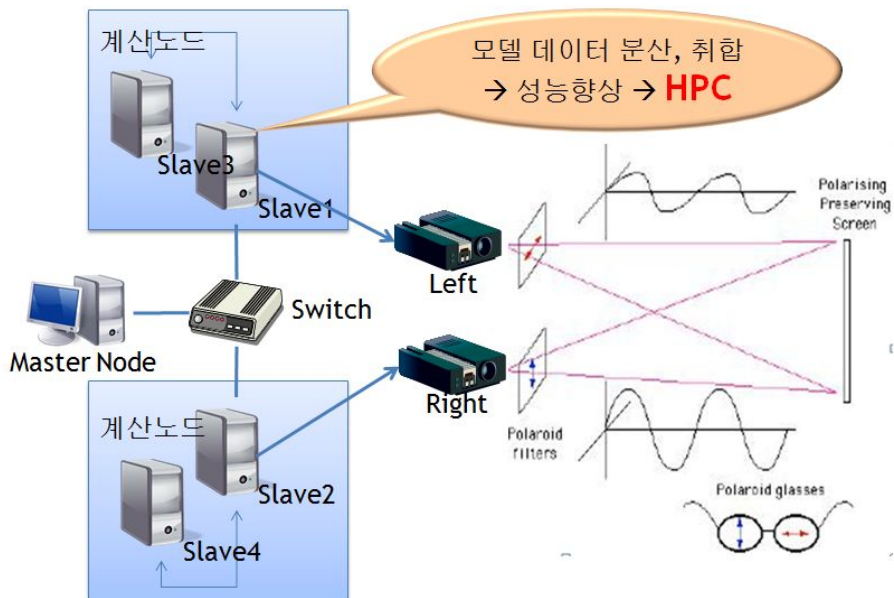 계산노드
모델 데이터 분산, 취합
→ 성능향상 → HPC
Slave3
Slave1
Polarising
Preserving
Screen
Left
Switch
Master Node
Right
계산노드
Polaroid
filters
Slave2
Polaroid glasses
Slave4